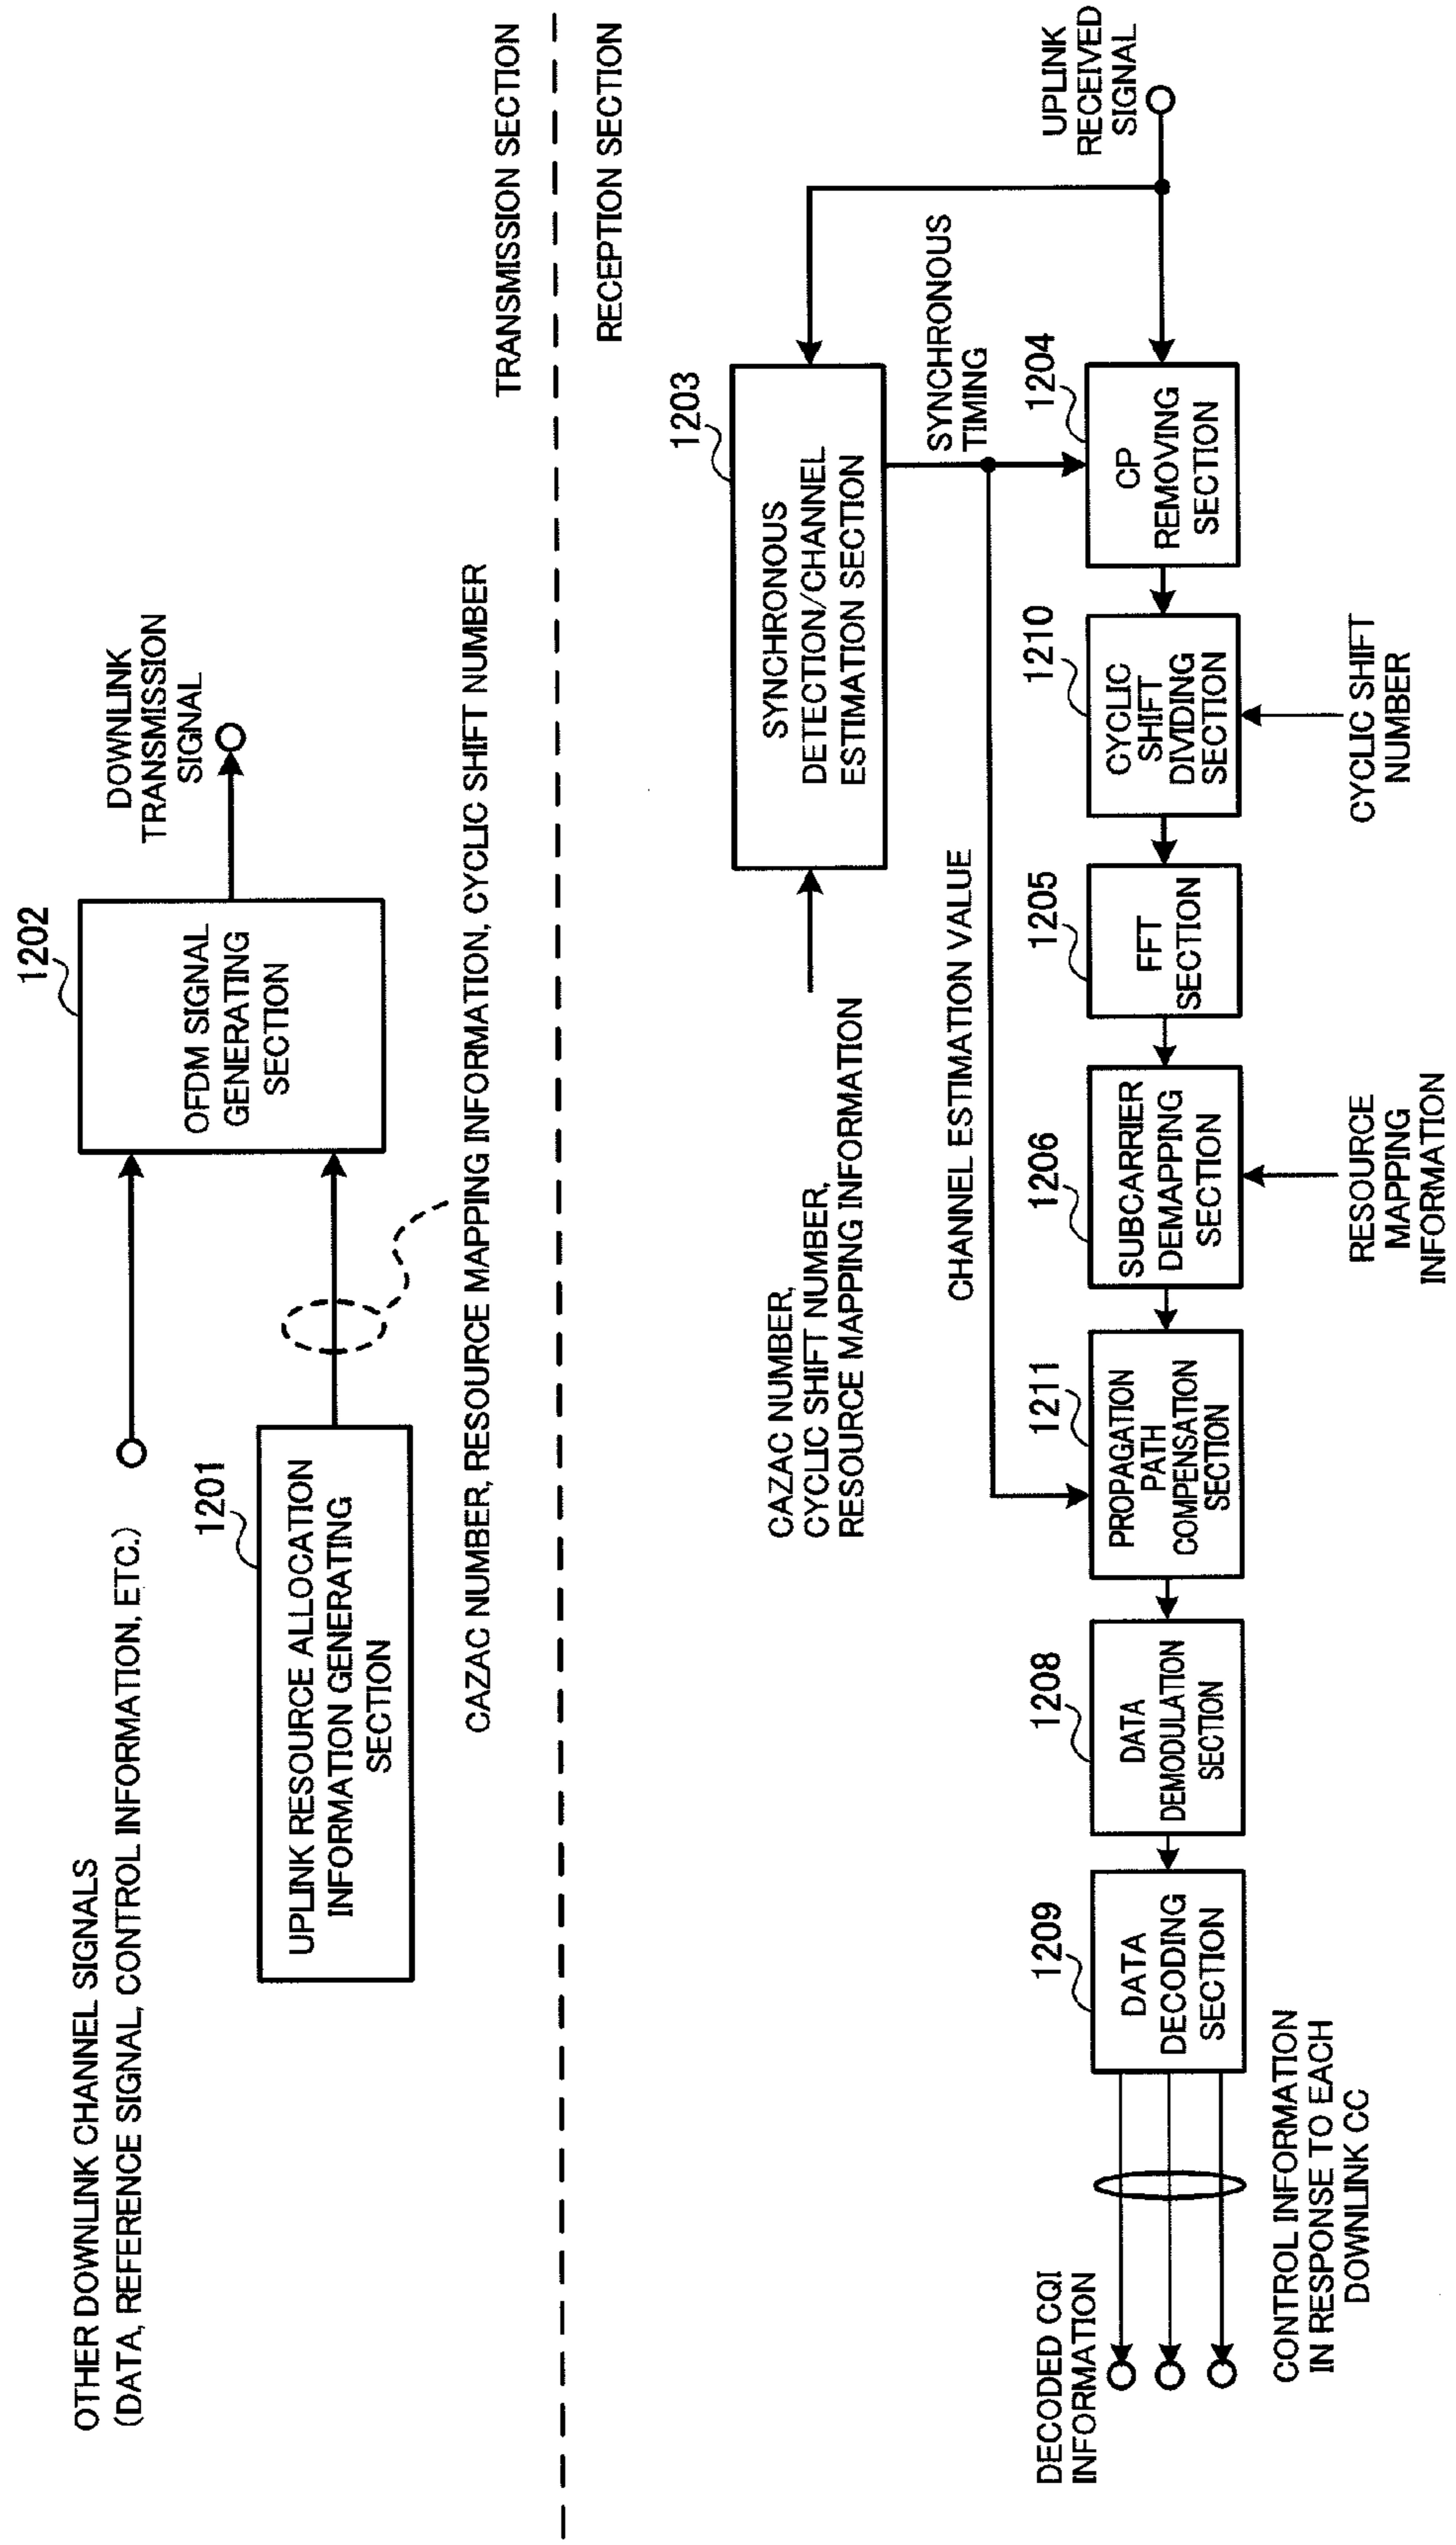 OTHER DOWNLINK CHANNEL SIGNALS
(DATA, REFERENCE SIGNAL, CONTROL INFORMATION, ETC.)
1201
UPLINK RESOURCE ALLOCATION
INFORMATION GENERATING
SECTION
1202
OFDM SIGNAL
GENERATING
SECTION
DOWNLINK
TRANSMISSION
SIGNAL
CAZAC NUMBER, RESOURCE MAPPING INFORMATION, CYCLIC SHIFT NUMBER
TRANSMISSION SECTION
RECEPTION SECTION
CAZAC NUMBER,
CYCLIC SHIFT NUMBER,
RESOURCE MAPPING INFORMATION
1203
SYNCHRONOUS
DETECTION/CHANNEL
ESTIMATION SECTION
CHANNEL ESTIMATION VALUE
SYNCHRONOUS
TIMING
UPLINK
RECEIVED
SIGNAL
DECODED CQI
INFORMATION
1209
DATA
DECODING
SECTION
1208
DATA
DEMODULATION
SECTION
1211
PROPAGATION
PATH
COMPENSATION
SECTION
1206
SUBCARRIER
DEMAPPING
SECTION
1205
FFT
SECTION
1210
CYCLIC
SHIFT
DIVIDING
SECTION
1204
CP
REMOVING
SECTION
CONTROL INFORMATION
IN RESPONSE TO EACH
DOWNLINK CC
RESOURCE
MAPPING
INFORMATION
CYCLIC SHIFT
NUMBER